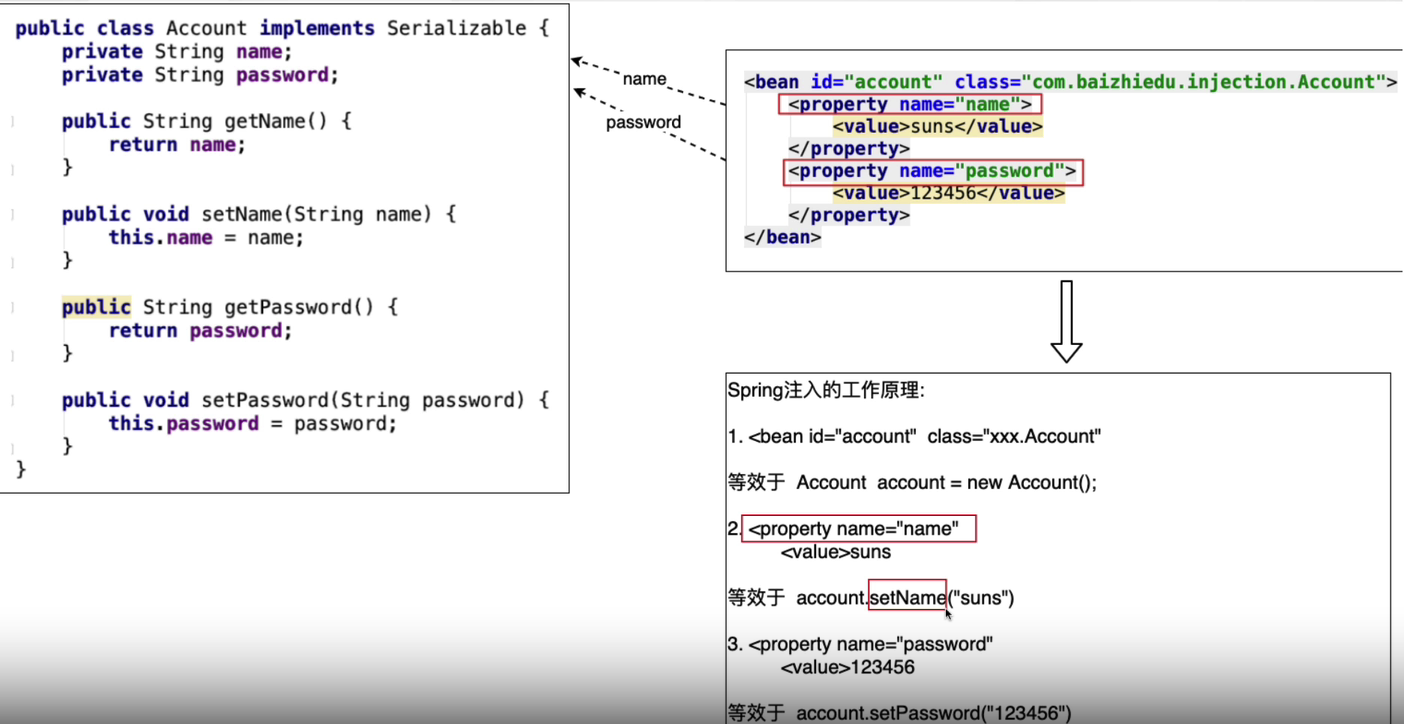 public class Account implements Serializable {
private String name;
private String password;
public String getName() {
return name;
}
public void setName(String name) {
this.name = name;
}
public String getPassword() {
return password;
}
public void setPassword(String password) {
this.password = password;
}
}
name
password
<bean id="account" class="com.baizhiedu.injection.Account">
<property name="name">
<value>suns</value>
</property>
<property name="password">
<value>123456</value>
</property>
</bean>
Spring注入的工作原理:
1. <bean id="account" class="xxx.Account"
等效于 Account account = new Account();
2. <property name="name"
<value>suns
等效于 account.setName("suns")
3. <property name="password"
<value>123456
等效于 account.setPassword("123456")